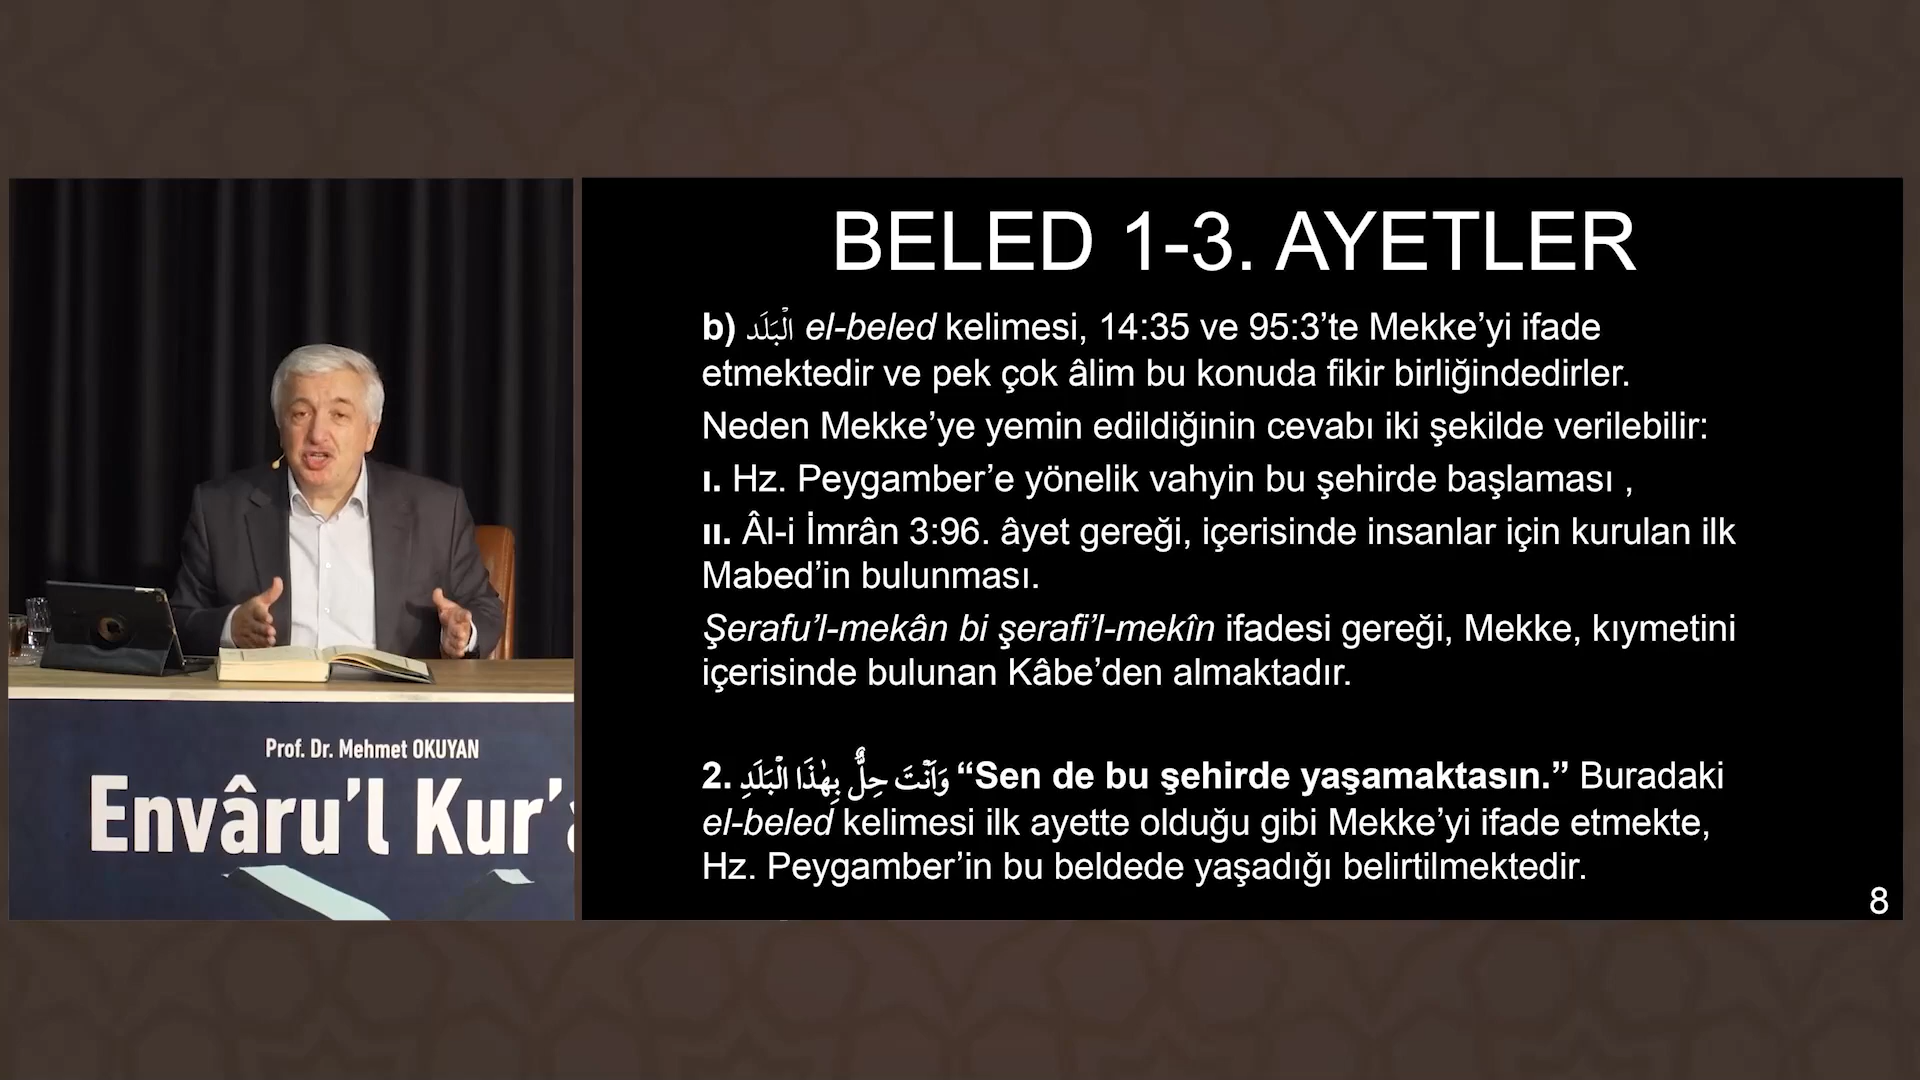 BELED 1-3. AYETLER
b) الْبَلَد el-beled kelimesi, 14:35 ve 95:3’te Mekke’yi ifade
etmektedir ve pek çok âlim bu konuda fikir birliğindedirler.
Neden Mekke’ye yemin edildiğinin cevabı iki şekilde verilebilir:
ı. Hz. Peygamber’e yönelik vahyin bu şehirde başlaması ,
ıı. Âl-i İmrân 3:96. âyet gereği, içerisinde insanlar için kurulan ilk
Mabed’in bulunması.
Şerafu’l-mekân bi şerafi’l-mekîn ifadesi gereği, Mekke, kıymetini
içerisinde bulunan Kâbe’den almaktadır.
2. وَاَنْتَ حِلٌّ بِهٰذَا الْبَلَدِ “Sen de bu şehirde yaşamaktasın.” Buradaki
el-beled kelimesi ilk ayette olduğu gibi Mekke’yi ifade etmekte,
Hz. Peygamber’in bu beldede yaşadığı belirtilmektedir.
8
Prof. Dr. Mehmet OKUYAN
Envâru’l Kur’a